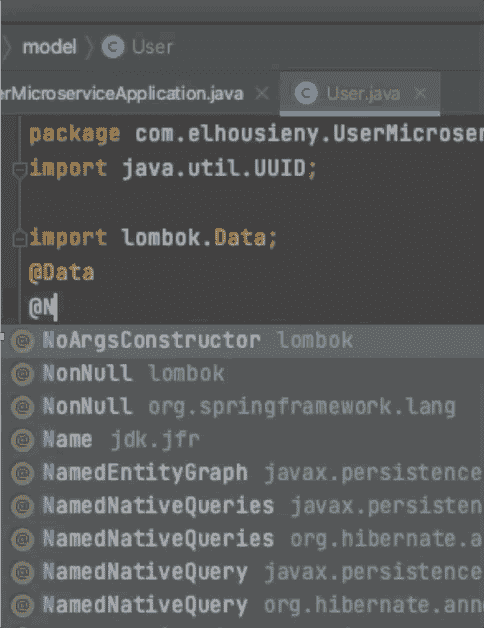 model User
erMicroserviceApplication.java User.java
package com.elhousieny.UserMicroser
import java.util.UUID;
import lombok.Data;
@Data
@N
NoArgsConstructor lombok
NonNull lombok
NonNull org.springframework.lang
Name jdk.jfr
NamedEntityGraph javax.persistence
NamedNativeQueries javax.persisten
NamedNativeQueries org.hibernate.a
NamedNativeQuery javax.persistence
NamedNativeQuery org.hibernate.ann